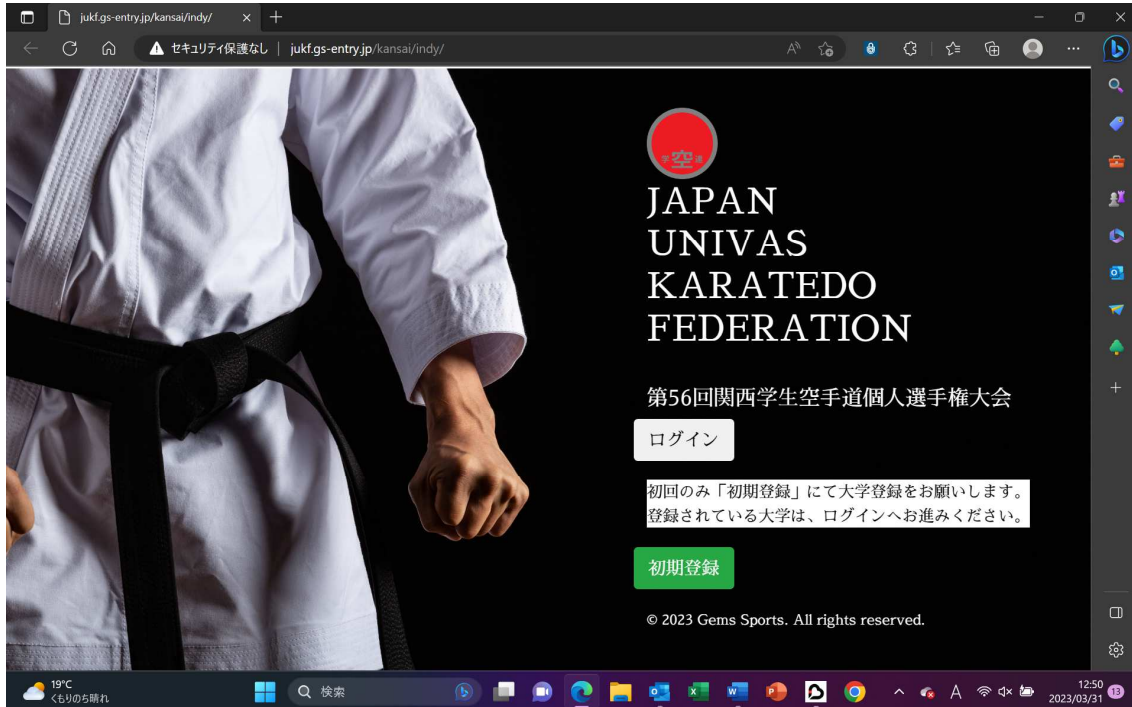 jukf.gs-entry.jp/kansai/indy/
セキュリティ保護なし | jukf.gs-entry.jp/kansai/indy/
学空道
JAPAN
UNIVAS
KARATEDO
FEDERATION
第56回関西学生空手道個人選手権大会
ログイン
初回のみ「初期登録」にて大学登録をお願いします。
登録されている大学は、ログインへお進みください。
初期登録
© 2023 Gems Sports. All rights reserved.
19°C
くもりのち晴れ
検索
A
12:50
2023/03/31
13